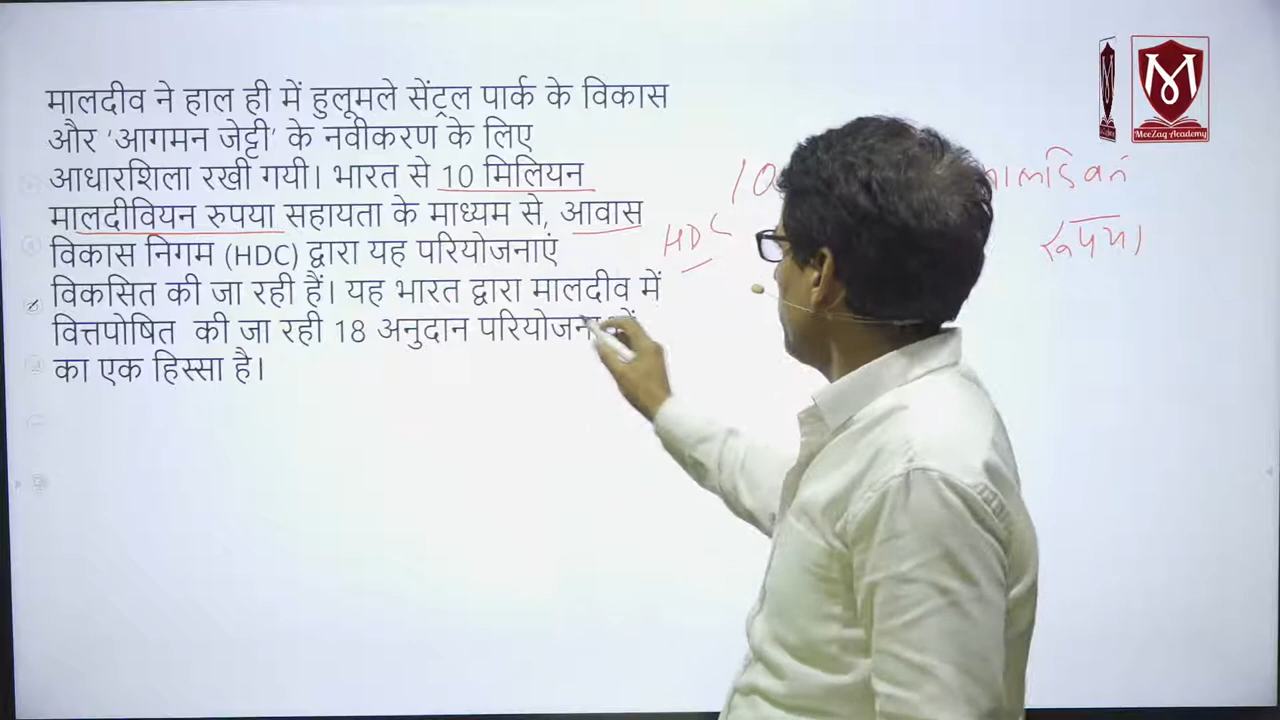 मालदीव ने हाल ही में हुलूमले सेंट्रल पार्क के विकास
और ‘आगमन जेट्टी’ के नवीकरण के लिए
आधारशिला रखी गयी। भारत से 10 मिलियन
मालदीवियन रुपया सहायता के माध्यम से, आवास
विकास निगम (HDC) द्वारा यह परियोजनाएं
विकसित की जा रही हैं। यह भारत द्वारा मालदीव में
वित्तपोषित की जा रही 18 अनुदान
का एक हिस्सा है।
10
HDC
रूपया
MeeZaq Academy